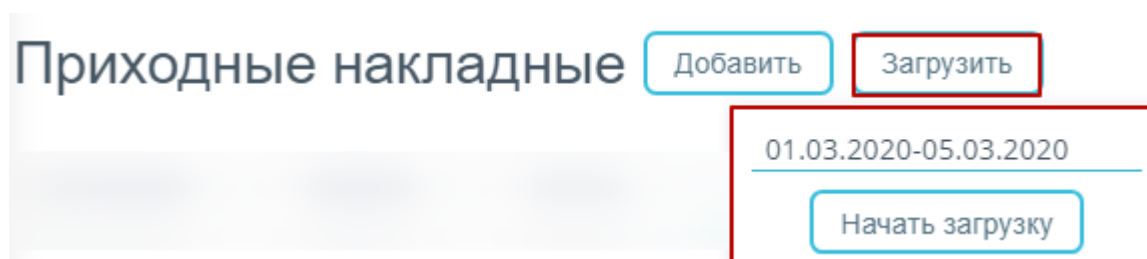 Приходные накладные Добавить Загрузить
01.03.2020-05.03.2020
Начать загрузку